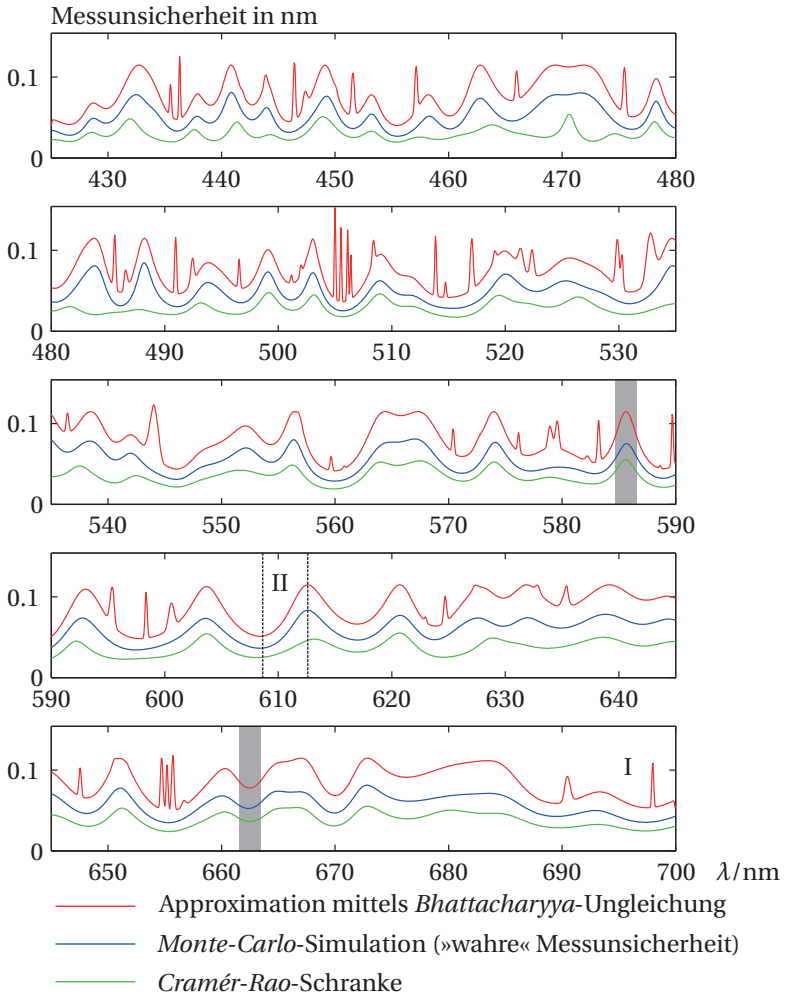 Messunsicherheit in nm
0.1
0
430 440 450 460 470 480
0.1
0
480 490 500 510 520 530
0.1
0
540 550 560 570 580 590
II
0.1
0
590 600 610 620 630 640
I
0.1
0
650 660 670 680 690 700 λ/nm
Approximation mittels Bhattacharyya-Ungleichung
Monte-Carlo-Simulation (»wahre« Messunsicherheit)
Cramér-Rao-Schranke